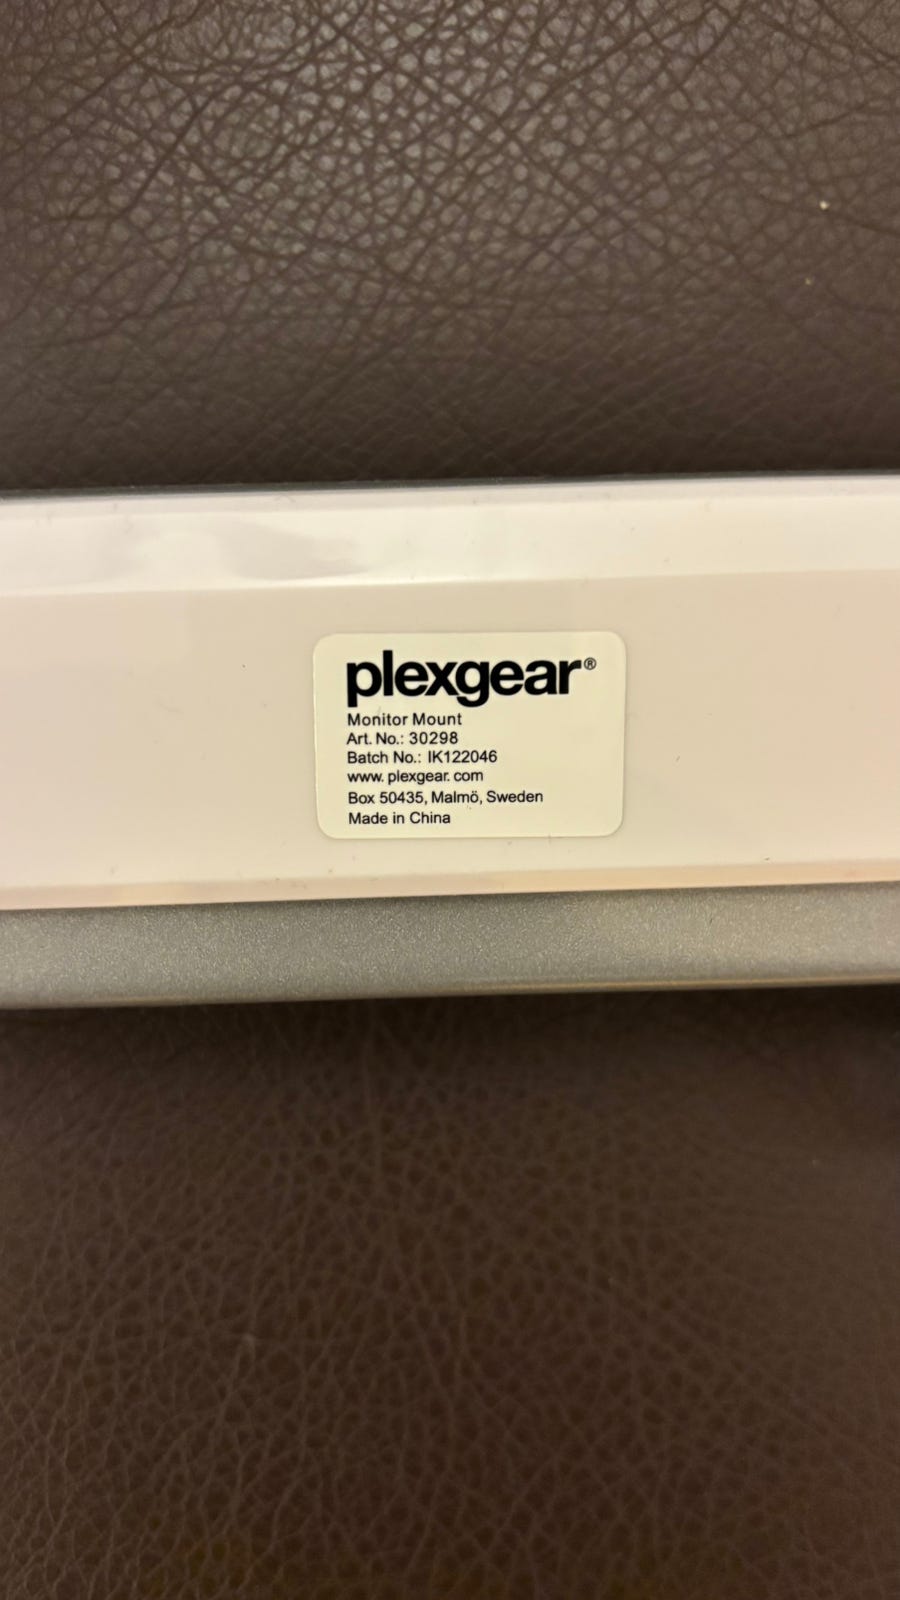 plexgear®
Monitor Mount
Art. No.: 30298
Batch No.: IK122046
www. plexgear. com
Box 50435, Malmö, Sweden
Made in China